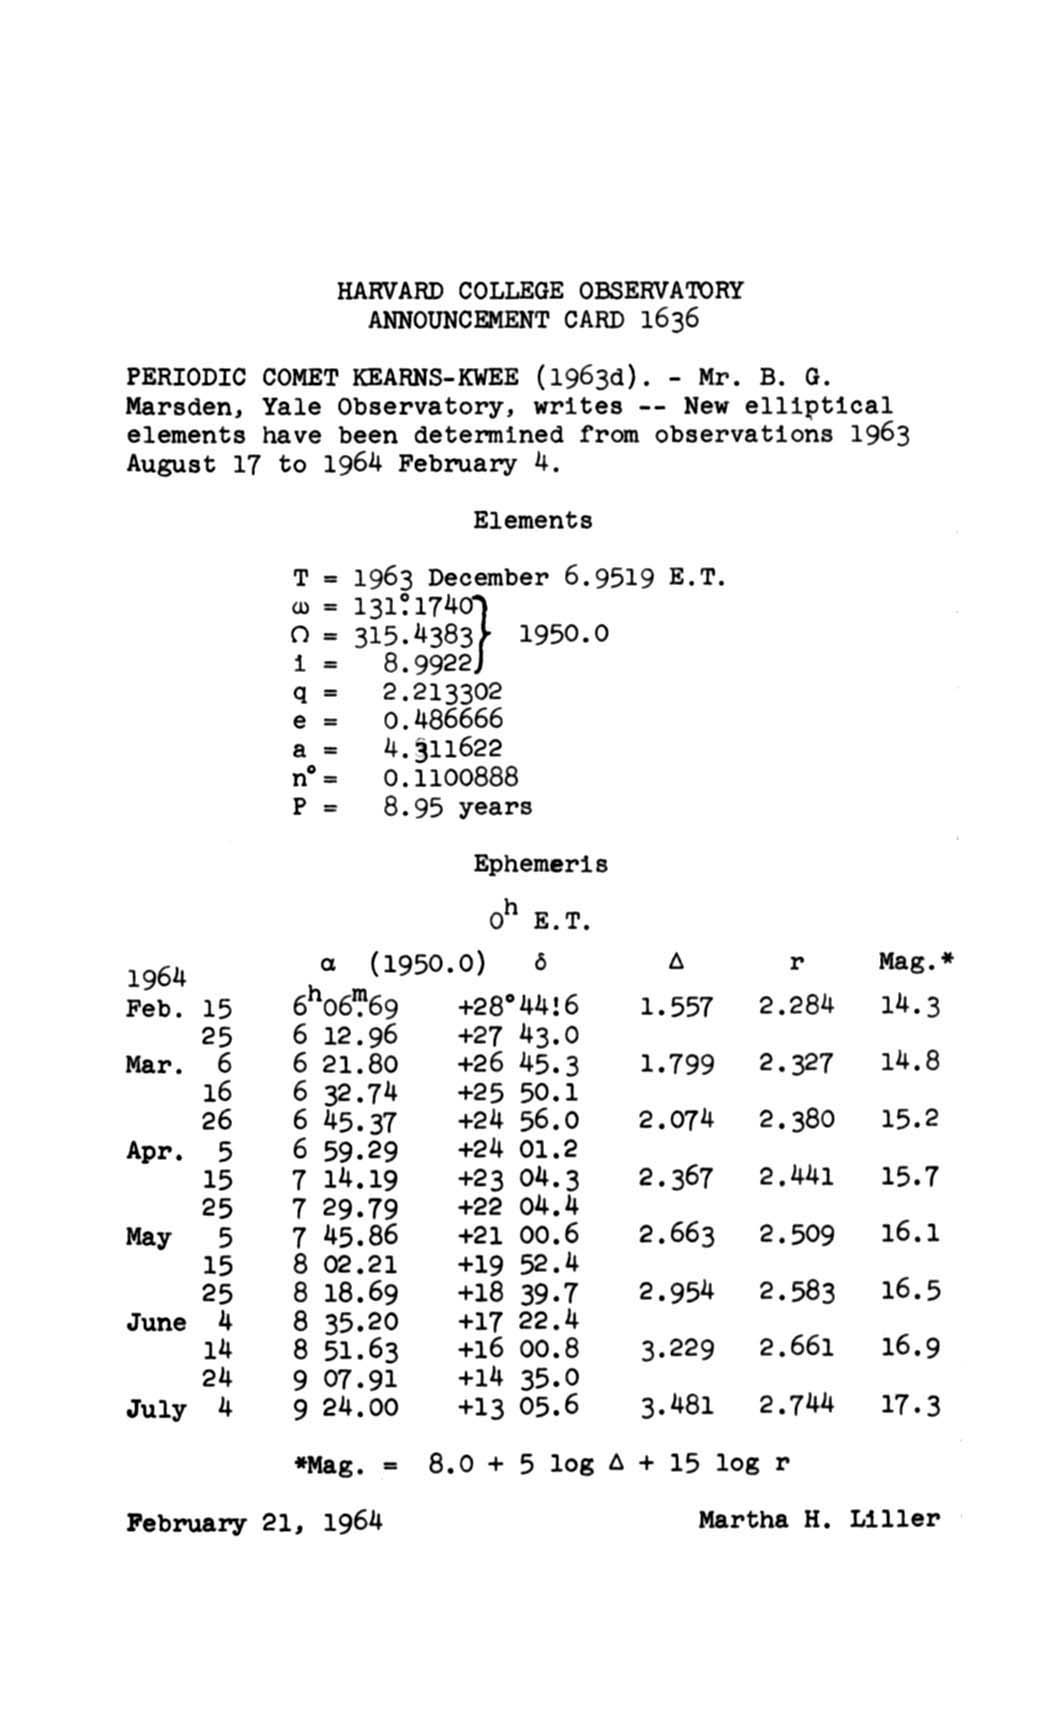 HARVARD COLLEGE OBSERVATORY
ANNOUNCEMENT CARD 1636
PERIODIC COMET KEARNS-KWEE (1963d). - Mr. B. G.
Marsden, Yale Observatory, writes -- New elliptical
elements have been determined from observations 1963
August 17 to 1964 February 4.
Elements
T = 1963 December 6.9519 E.T.
ω = 131°.1740
Ω = 315.4383 } 1950.0
i = 8.9922
q = 2.213302
e = 0.486666
a = 4.311622
n° = 0.1100888
P = 8.95 years
Ephemeris
0h E.T.
1964 α (1950.0) δ Δ r Mag.*
Feb. 15 6h06m.69 +28°44!6 1.557 2.284 14.3
25 6 12.96 +27 43.0
Mar. 6 6 21.80 +26 45.3 1.799 2.327 14.8
16 6 32.74 +25 50.1
26 6 45.37 +24 56.0 2.074 2.380 15.2
Apr. 5 6 59.29 +24 01.2
15 7 14.19 +23 04.3 2.367 2.441 15.7
25 7 29.79 +22 04.4
May 5 7 45.86 +21 00.6 2.663 2.509 16.1
15 8 02.21 +19 52.4
25 8 18.69 +18 39.7 2.954 2.583 16.5
June 4 8 35.20 +17 22.4
14 8 51.63 +16 00.8 3.229 2.661 16.9
24 9 07.91 +14 35.0
July 4 9 24.00 +13 05.6 3.481 2.744 17.3
*Mag. = 8.0 + 5 log Δ + 15 log r
February 21, 1964 Martha H. Liller